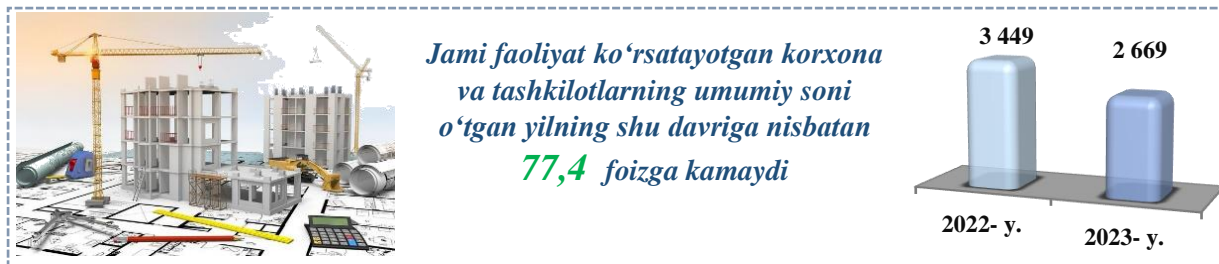 Jami faoliyat ko‘rsatayotgan korxona
va tashkilotlarning umumiy soni
o‘tgan yilning shu davriga nisbatan
77,4 foizga kamaydi
3 449
2 669
2022- y.
2023- y.